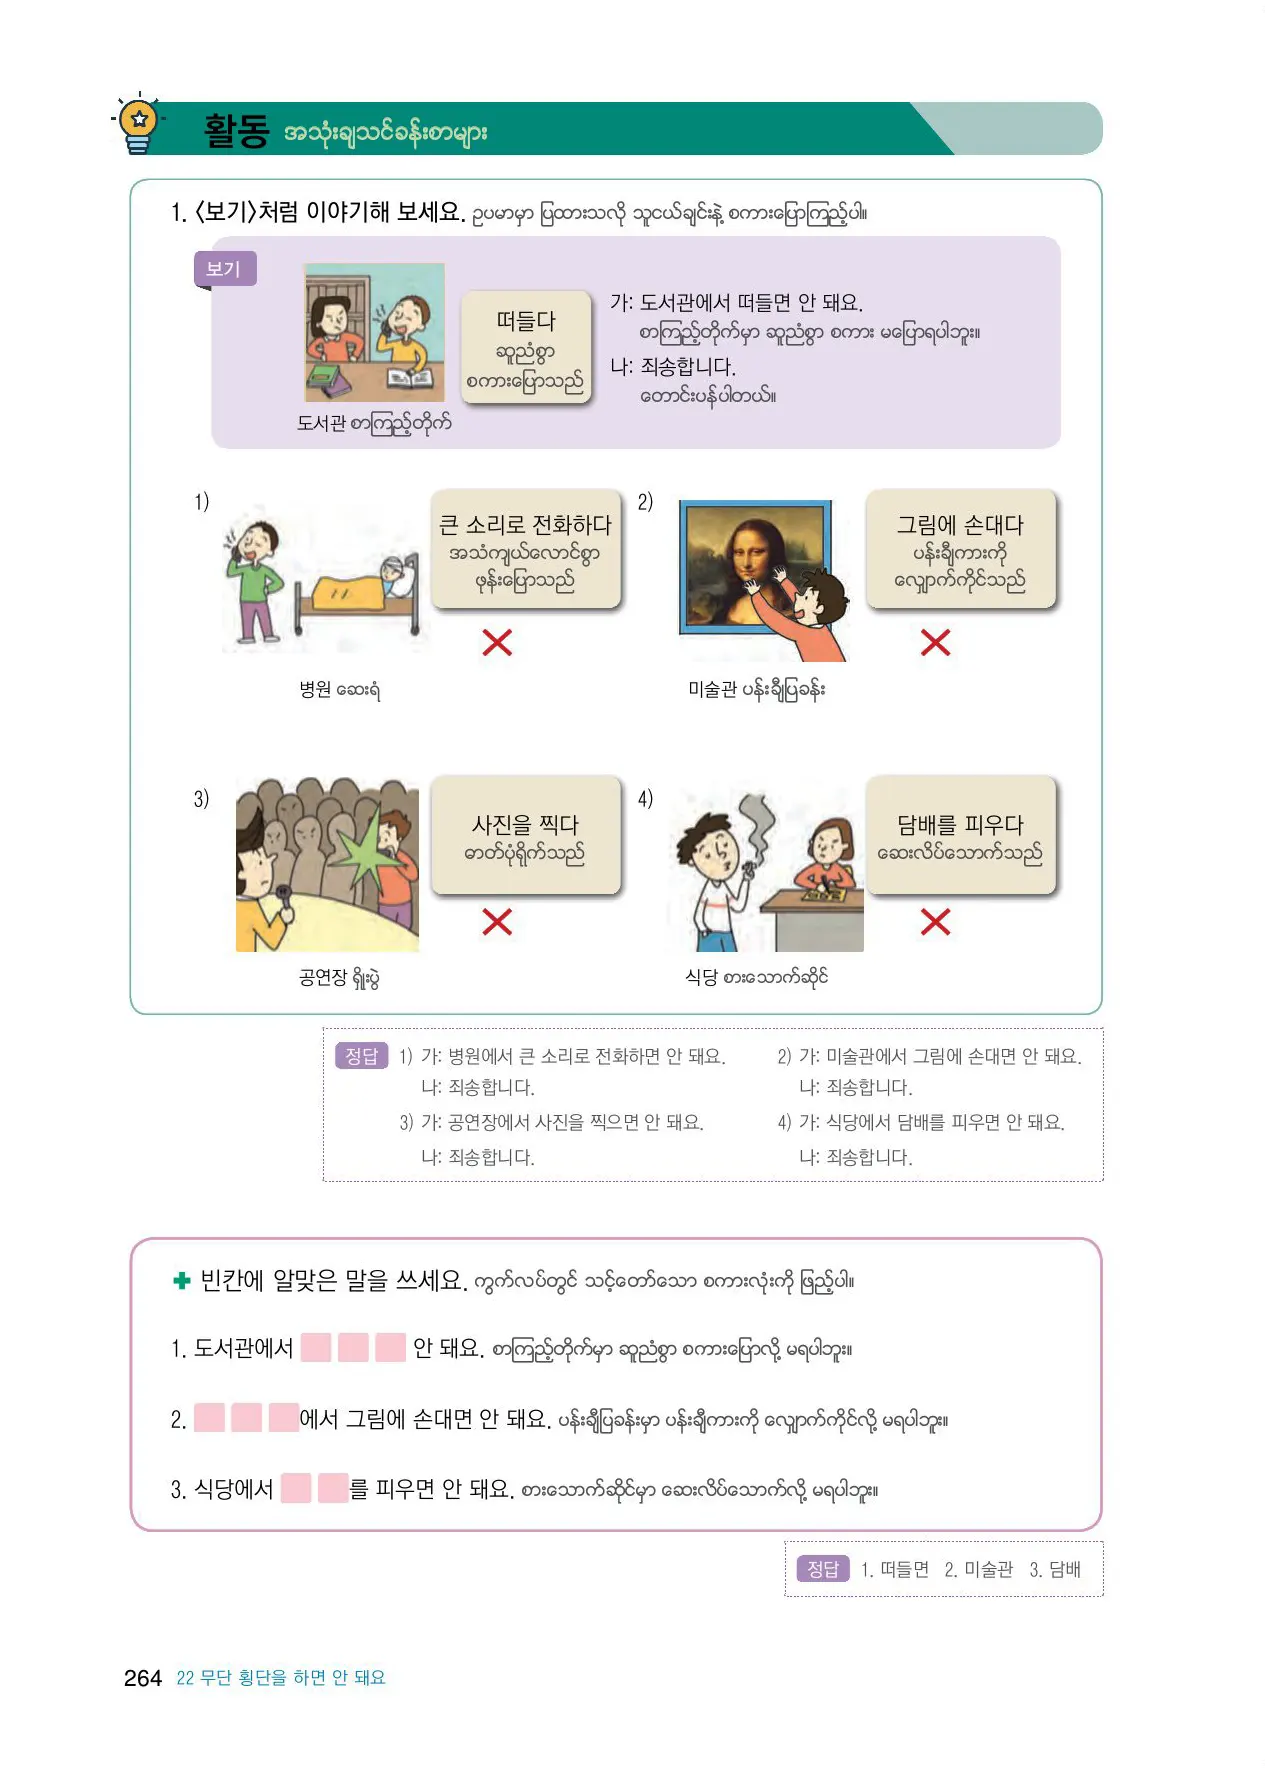 활동 အသုံးချသင်ခန်းစာများ
1. <보기>처럼 이야기해 보세요. ဥပမာမှာ ပြထားသလို သူငယ်ချင်းနဲ့ စကားပြောကြည့်ပါ။
보기
떠들다
ဆူညံစွာ
စကားပြောသည်
도서관 စာကြည့်တိုက်
가: 도서관에서 떠들면 안 돼요.
စာကြည့်တိုက်မှာ ဆူညံစွာ စကား မပြောရပါဘူး။
나: 죄송합니다.
တောင်းပန်ပါတယ်။
1)
큰 소리로 전화하다
အသံကျယ်လောင်စွာ
ဖုန်းပြောသည်
병원 ဆေးရုံ
2)
그림에 손대다
ပန်းချီကားကို
လျှောက်ကိုင်သည်
미술관 ပန်းချီပြခန်း
3)
사진을 찍다
ဓာတ်ပုံရိုက်သည်
공연장 ရှိုးပွဲ
4)
담배를 피우다
ဆေးလိပ်သောက်သည်
식당 စားသောက်ဆိုင်
정답
1) 가: 병원에서 큰 소리로 전화하면 안 돼요.
나: 죄송합니다.
2) 가: 미술관에서 그림에 손대면 안 돼요.
나: 죄송합니다.
3) 가: 공연장에서 사진을 찍으면 안 돼요.
나: 죄송합니다.
4) 가: 식당에서 담배를 피우면 안 돼요.
나: 죄송합니다.
+ 빈칸에 알맞은 말을 쓰세요. ကွက်လပ်တွင် သင့်တော်သော စကားလုံးကို ဖြည့်ပါ။
1. 도서관에서 안 돼요. စာကြည့်တိုက်မှာ ဆူညံစွာ စကားပြောလို့ မရပါဘူး။
2. 에서 그림에 손대면 안 돼요. ပန်းချီပြခန်းမှာ ပန်းချီကားကို လျှောက်ကိုင်လို့ မရပါဘူး။
3. 식당에서 를 피우면 안 돼요. စားသောက်ဆိုင်မှာ ဆေးလိပ်သောက်လို့ မရပါဘူး။
정답 1. 떠들면 2. 미술관 3. 담배
264 22 무단 횡단을 하면 안 돼요